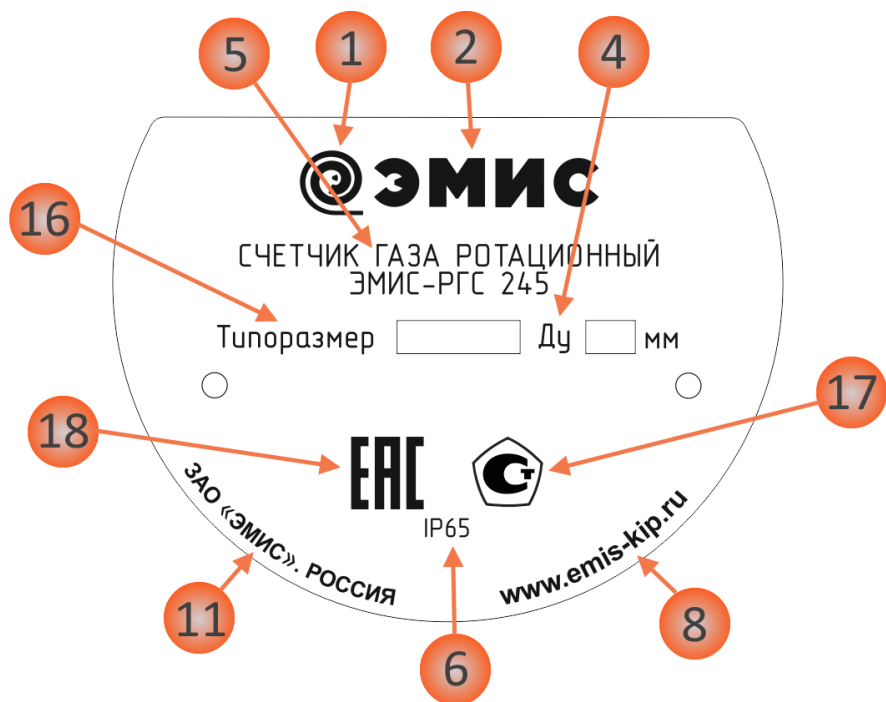 5
1
2
4
ЭМИС
16
СЧЕТЧИК ГАЗА РОТАЦИОННЫЙ
ЭМИС-РГС 245
Типоразмер Ду мм
17
18
ЕАС
Ст
IP65
ЗАО «ЭМИС». РОССИЯ
www.emis-kip.ru
11
6
8